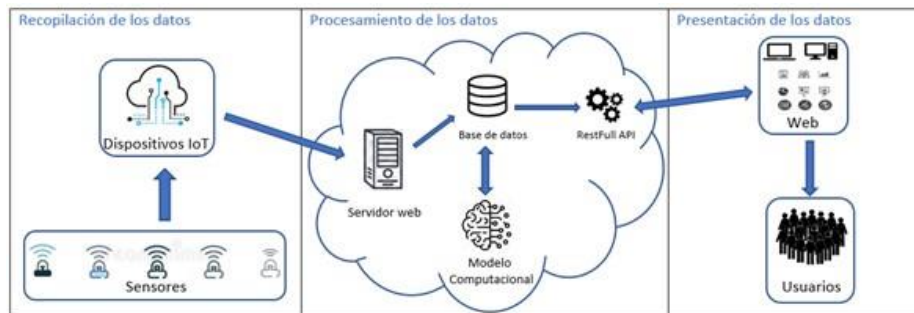 Recopilación de los datos
Procesamiento de los datos
Presentación de los datos
Dispositivos IoT
Sensores
Servidor web
Base de datos
RestFull API
Modelo
Computacional
Web
Usuarios